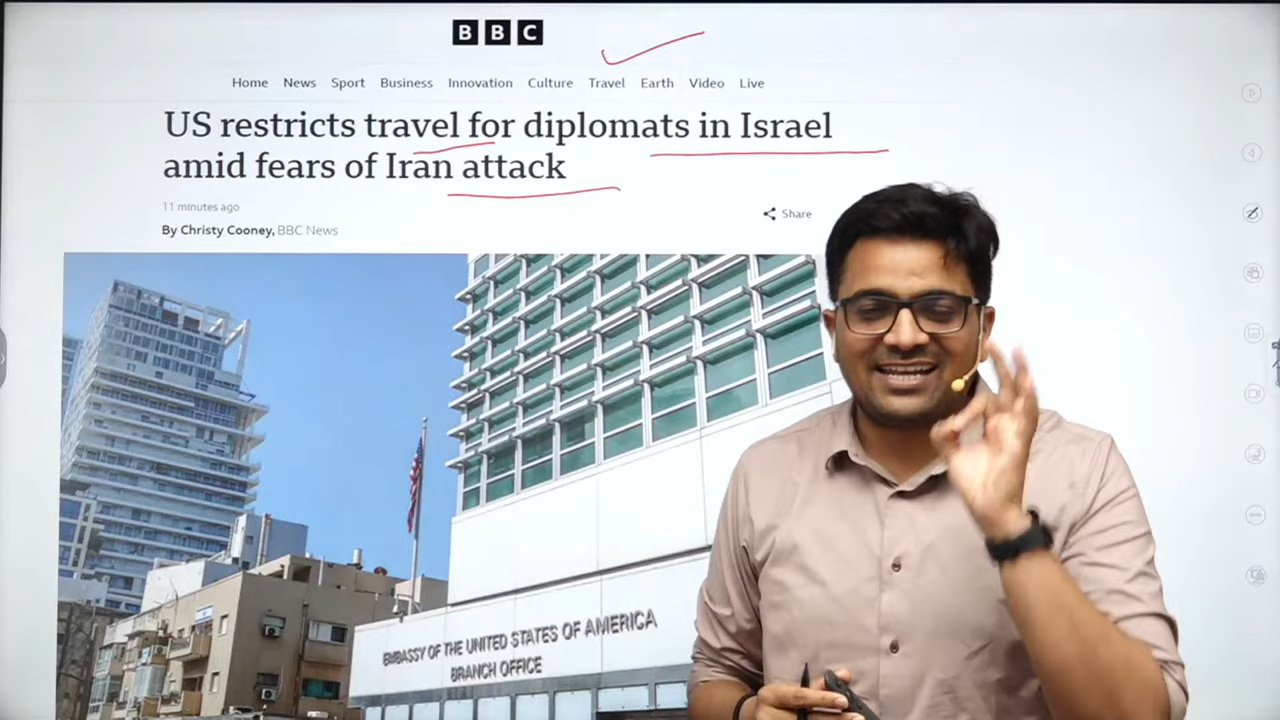 BBC
Home News Sport Business Innovation Culture Travel Earth Video Live
US restricts travel for diplomats in Israel
amid fears of Iran attack
11 minutes ago
Share
By Christy Cooney, BBC News
EMBASSY OF THE UNITED STATES OF AMERICA
BRANCH OFFICE